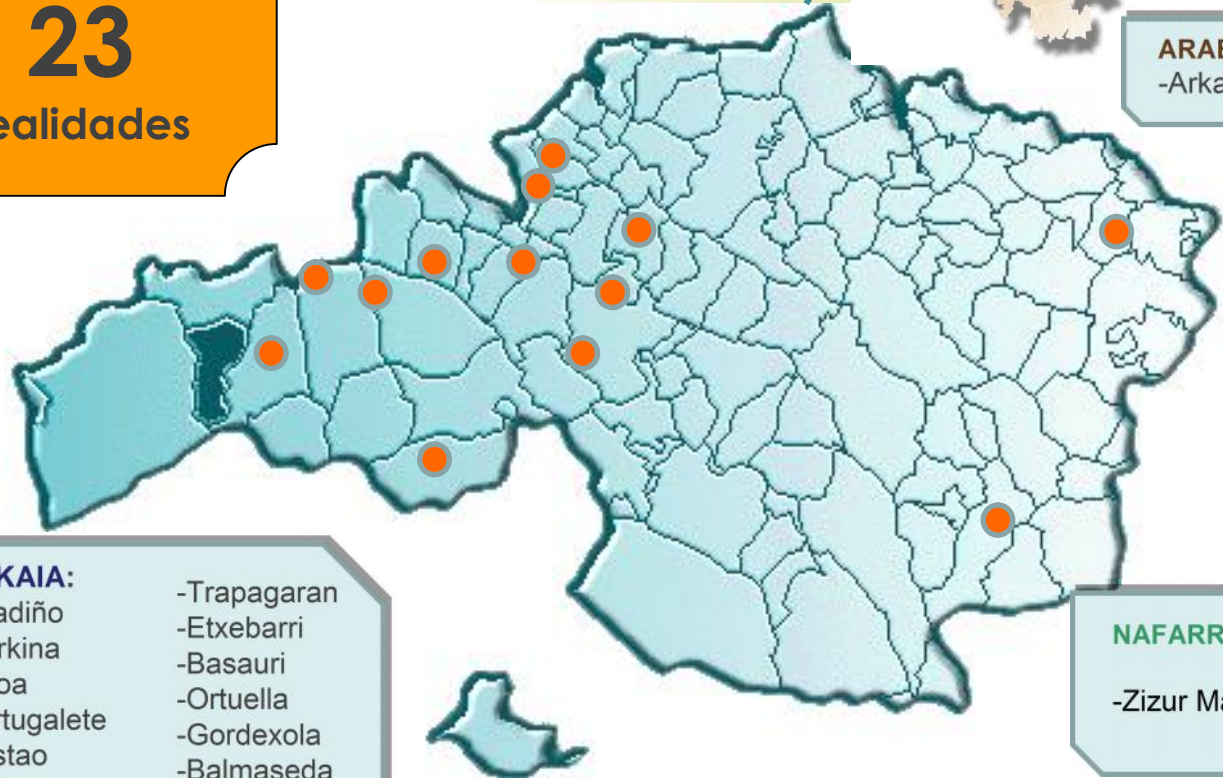 23
ealidades
ARAB
-Arka
KAIA:
adiño
rkina
oa
rtugalete
stao
-Trapagaran
-Etxebarri
-Basauri
-Ortuella
-Gordexola
-Balmaseda
NAFARR
-Zizur Ma